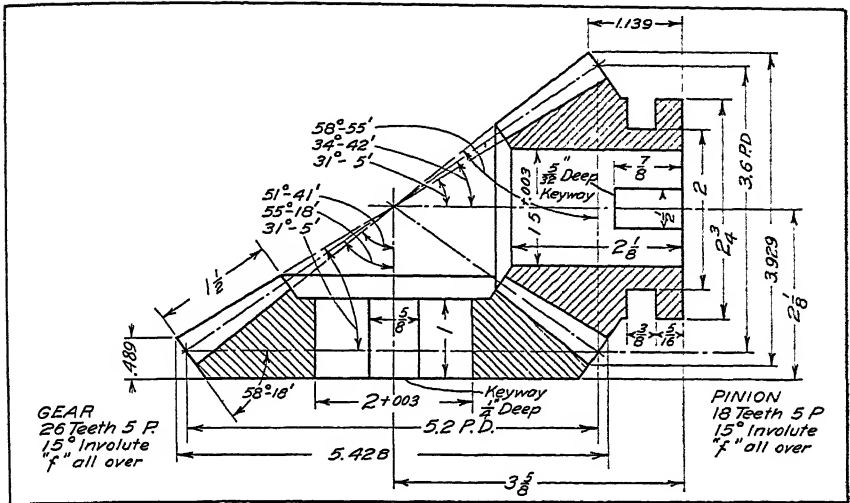 1.139
58°-55'
34°-42'
31°-5'
51°-41'
55°-18'
31°-5'
1 1/2
5/32" Deep
Keyway
1.5 +.003
7/8
1/2
2 1/8
2
2 3/4
3.6 P.D
3.929
2 1/8
3/8
5/16
.489
58°-18'
5/8
1
2+.003
Keyway
1/4" Deep
5.2 P.D.
5.428
3 5/8
GEAR
26 Teeth 5 P.
15° Involute
"f" all over
PINION
18 Teeth 5 P
15° Involute
"f" all over